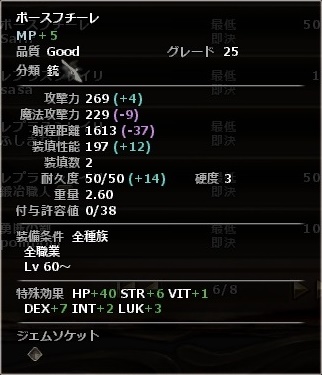 ボースフチーレ
MP+5
品質 Good グレード 25
分類 銃
攻撃力 269 (+4)
魔法攻撃力 229 (-9)
射程距離 1613 (-37)
装填性能 197 (+12)
装填数 2
耐久度 50/50 (+14) 硬度 3
重量 2.60
付与許容値 0/38
装備条件 全種族
全職業
Lv 60～
特殊効果 HP+40 STR+6 VIT+1
DEX+7 INT+2 LUK+3
6/8
ジェムソケット